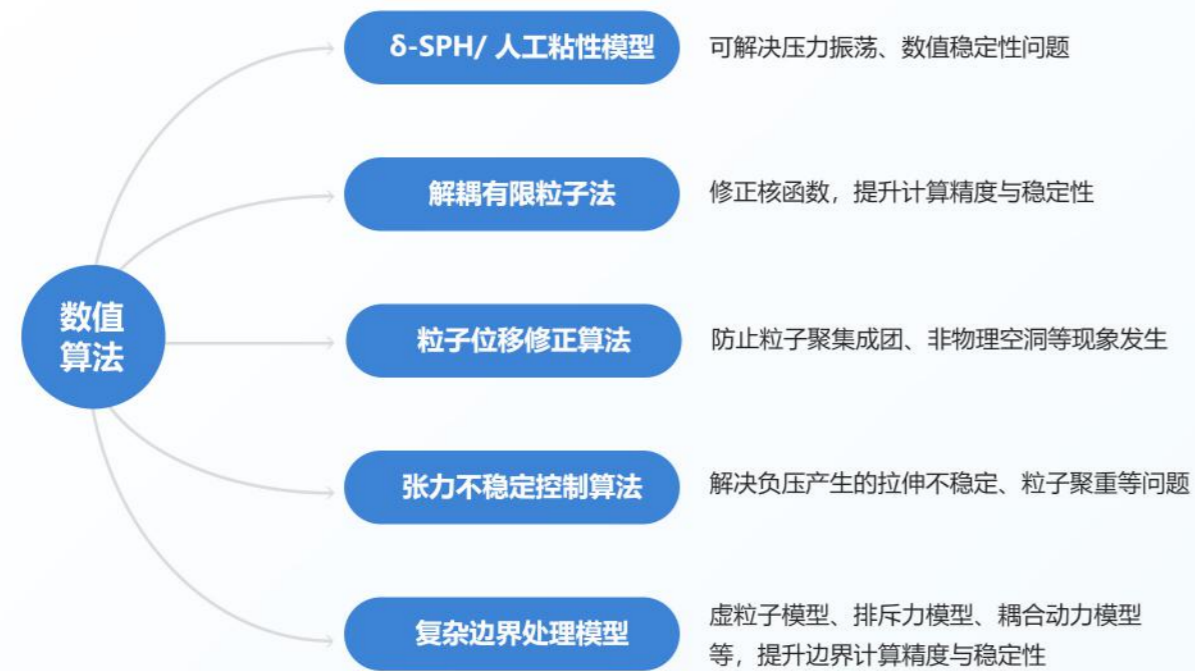 δ-SPH/ 人工粘性模型
可解决压力振荡、数值稳定性问题
解耦有限粒子法
修正核函数，提升计算精度与稳定性
数值
算法
粒子位移修正算法
防止粒子聚集成团、非物理空洞等现象发生
张力不稳定控制算法
解决负压产生的拉伸不稳定、粒子聚重等问题
复杂边界处理模型
虚粒子模型、排斥力模型、耦合动力模型
等，提升边界计算精度与稳定性